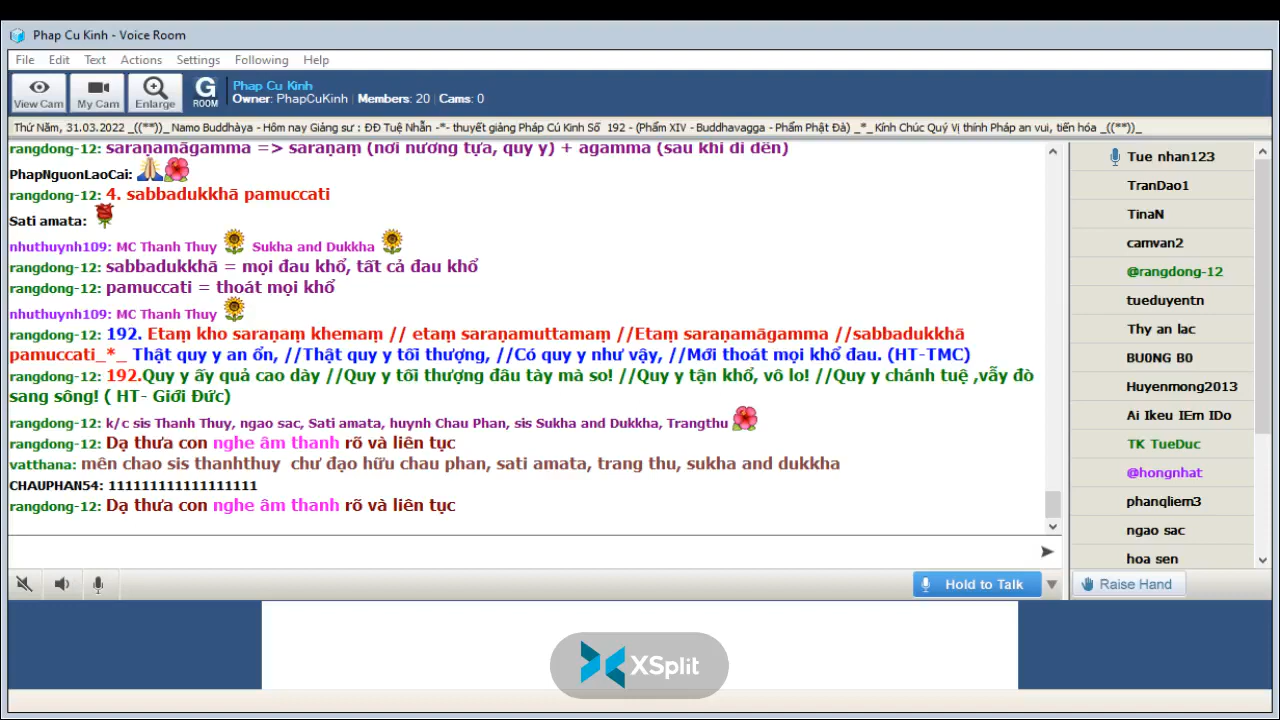 Phap Cu Kinh - Voice Room
File Edit Text Actions Settings Following Help
View Cam My Cam Enlarge G ROOM
Phap Cu Kinh
Owner: PhapCuKinh | Members: 20 | Cams: 0
Thứ Năm, 31.03.2022 _((**))_ Namo Buddhàya - Hôm nay Giảng sư : ĐĐ Tuệ Nhẫn -*- thuyết giảng Pháp Cú Kinh Số 192 - (Phẩm XIV - Buddhavagga - Phẩm Phật Đà) _*_ Kính Chúc Quý Vị thính Pháp an vui, tiến hóa _((**))_
rangdong-12: saraṇamāgamma => saraṇaṃ (nơi nương tựa, quy y) + agamma (sau khi đi đến)
PhapNguonLaoCai:
rangdong-12: 4. sabbadukkhā pamuccati
Sati amata:
nhuthuynh109: MC Thanh Thuy Sukha and Dukkha
rangdong-12: sabbadukkhā = mọi đau khổ, tất cả đau khổ
rangdong-12: pamuccati = thoát mọi khổ
nhuthuynh109: MC Thanh Thuy
rangdong-12: 192. Etaṃ kho saraṇaṃ khemaṃ // etaṃ saraṇamuttamaṃ //Etaṃ saraṇamāgamma //sabbadukkhā
pamuccati_*_ Thật quy y an ổn, //Thật quy y tối thượng, //Có quy y như vậy, //Mới thoát mọi khổ đau. (HT-TMC)
rangdong-12: 192.Quy y ấy quả cao dày //Quy y tối thượng đâu tày mà so! //Quy y tận khổ, vô lo! //Quy y chánh tuệ ,vẫy đò
sang sông! ( HT- Giới Đức)
rangdong-12: k/c sis Thanh Thuy, ngao sac, Sati amata, huynh Chau Phan, sis Sukha and Dukkha, Trangthu
rangdong-12: Dạ thưa con nghe âm thanh rõ và liên tục
vatthana: mên chao sis thanhthuy chư đạo hữu chau phan, sati amata, trang thu, sukha and dukkha
CHAUPHAN54: 111111111111111111
rangdong-12: Dạ thưa con nghe âm thanh rõ và liên tục
Tue nhan123
TranDao1
TinaN
camvan2
@rangdong-12
tueduyentn
Thy an lac
BU0NG B0
Huyenmong2013
Ai Ikeu IEm IDo
TK TueDuc
@hongnhat
phanqliem3
ngao sac
hoa sen
Hold to Talk
Raise Hand
XSplit